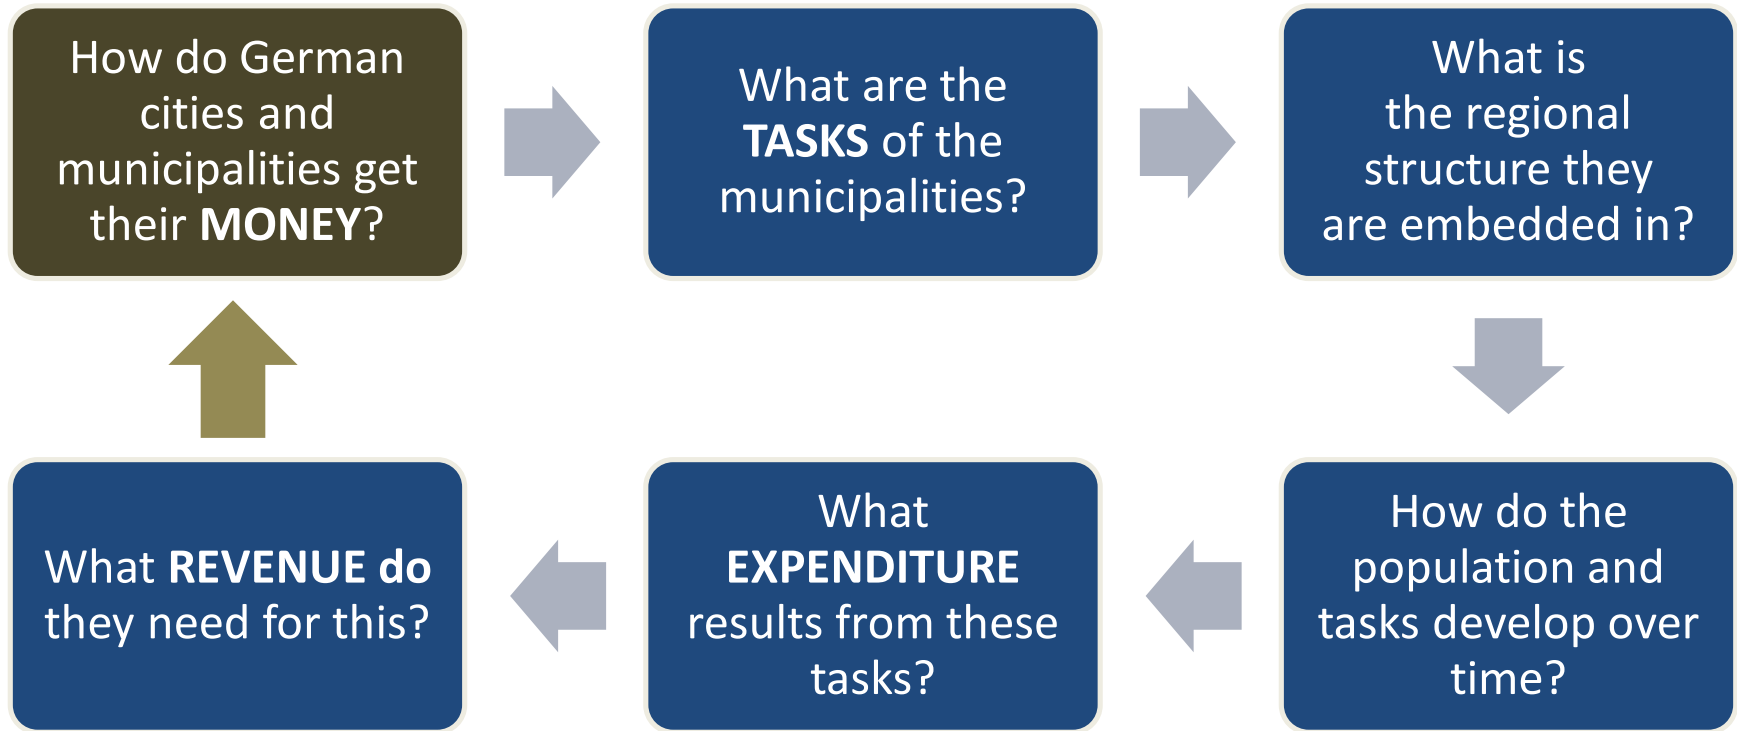 How do German
cities and
municipalities get
their MONEY?
What are the
TASKS of the
municipalities?
What is
the regional
structure they
are embedded in?
How do the
population and
tasks develop over
time?
What
EXPENDITURE
results from these
tasks?
What REVENUE do
they need for this?